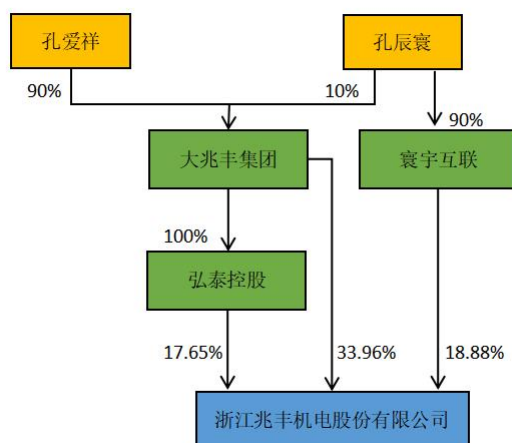 孔爱祥
孔辰寰
90%
10%
90%
大兆丰集团
寰宇互联
100%
弘泰控股
17.65%
33.96%
18.88%
浙江兆丰机电股份有限公司